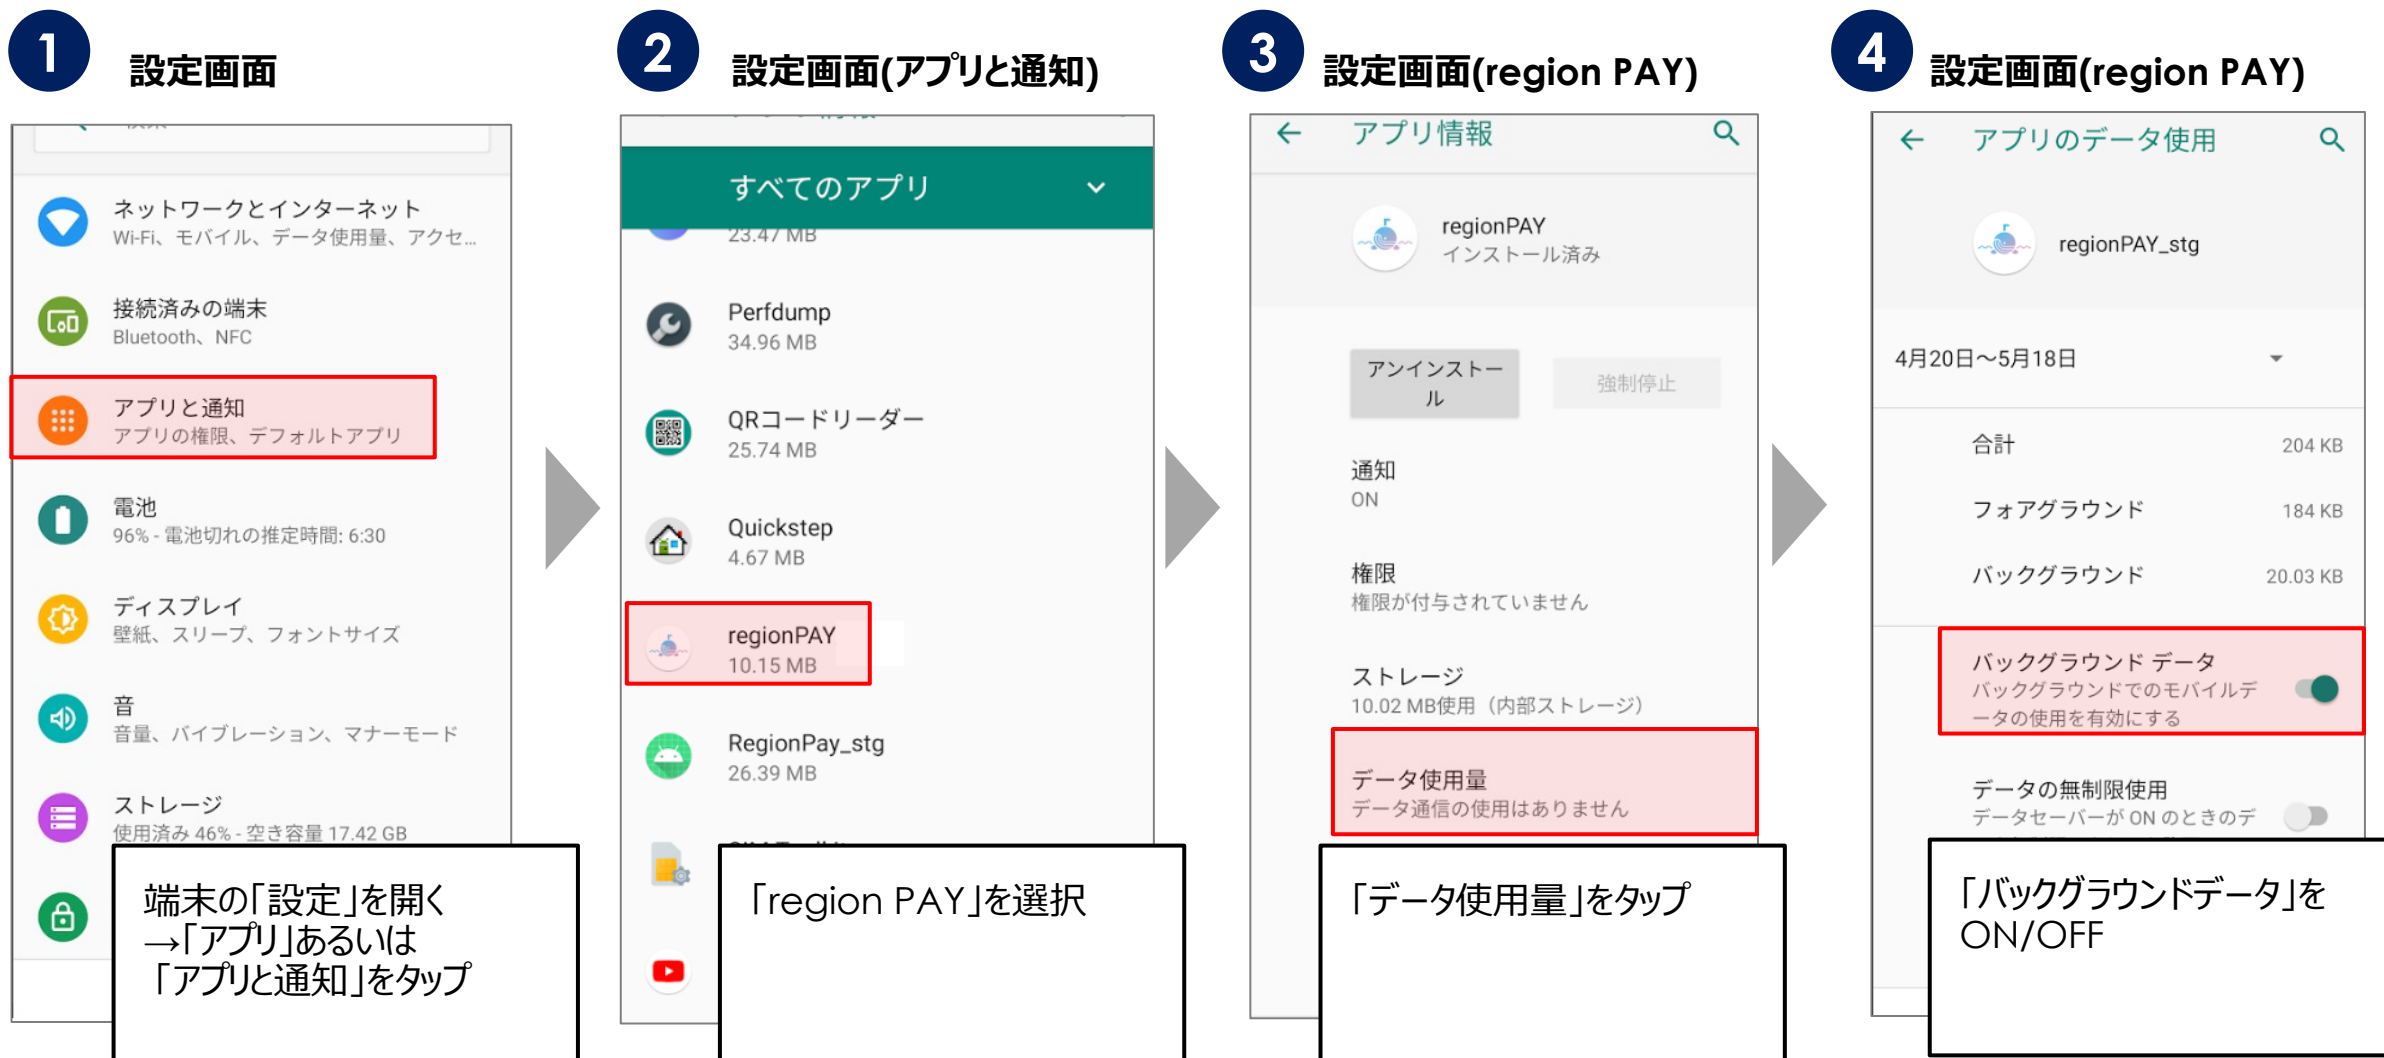 1
設定画面
ネットワークとインターネット
Wi-Fi、モバイル、データ使用量、アクセ...
接続済みの端末
Bluetooth、NFC
アプリと通知
アプリの権限、デフォルトアプリ
電池
96% - 電池切れの推定時間: 6:30
ディスプレイ
壁紙、スリープ、フォントサイズ
音
音量、バイブレーション、マナーモード
ストレージ
使用済み 46% - 空き容量 17.42 GB
端末の「設定」を開く
→「アプリ」あるいは
「アプリと通知」をタップ
2
設定画面(アプリと通知)
すべてのアプリ
23.47 MB
Perfdump
34.96 MB
QRコードリーダー
25.74 MB
Quickstep
4.67 MB
regionPAY
10.15 MB
RegionPay_stg
26.39 MB
「region PAY」を選択
3
設定画面(region PAY)
アプリ情報
regionPAY
インストール済み
アンインストー
ル
強制停止
通知
ON
権限
権限が付与されていません
ストレージ
10.02 MB使用（内部ストレージ）
データ使用量
データ通信の使用はありません
「データ使用量」をタップ
4
設定画面(region PAY)
アプリのデータ使用
regionPAY_stg
4月20日～5月18日
合計
204 KB
フォアグラウンド
184 KB
バックグラウンド
20.03 KB
バックグラウンド データ
バックグラウンドでのモバイルデ
ータの使用を有効にする
データの無制限使用
データセーバーが ON のときのデ
「バックグラウンドデータ」を
ON/OFF